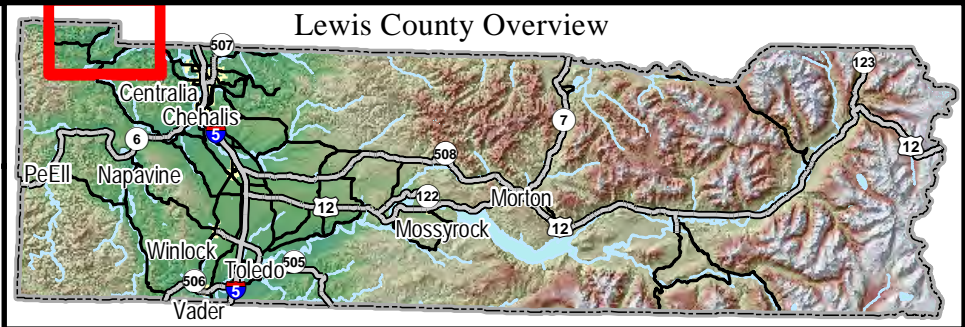 Lewis County Overview
507
123
Centralia
Chehalis
5
7
6
12
508
PeEll
Napavine
122
Morton
12
Mossyrock
12
Winlock
Toledo
505
506
5
Vader